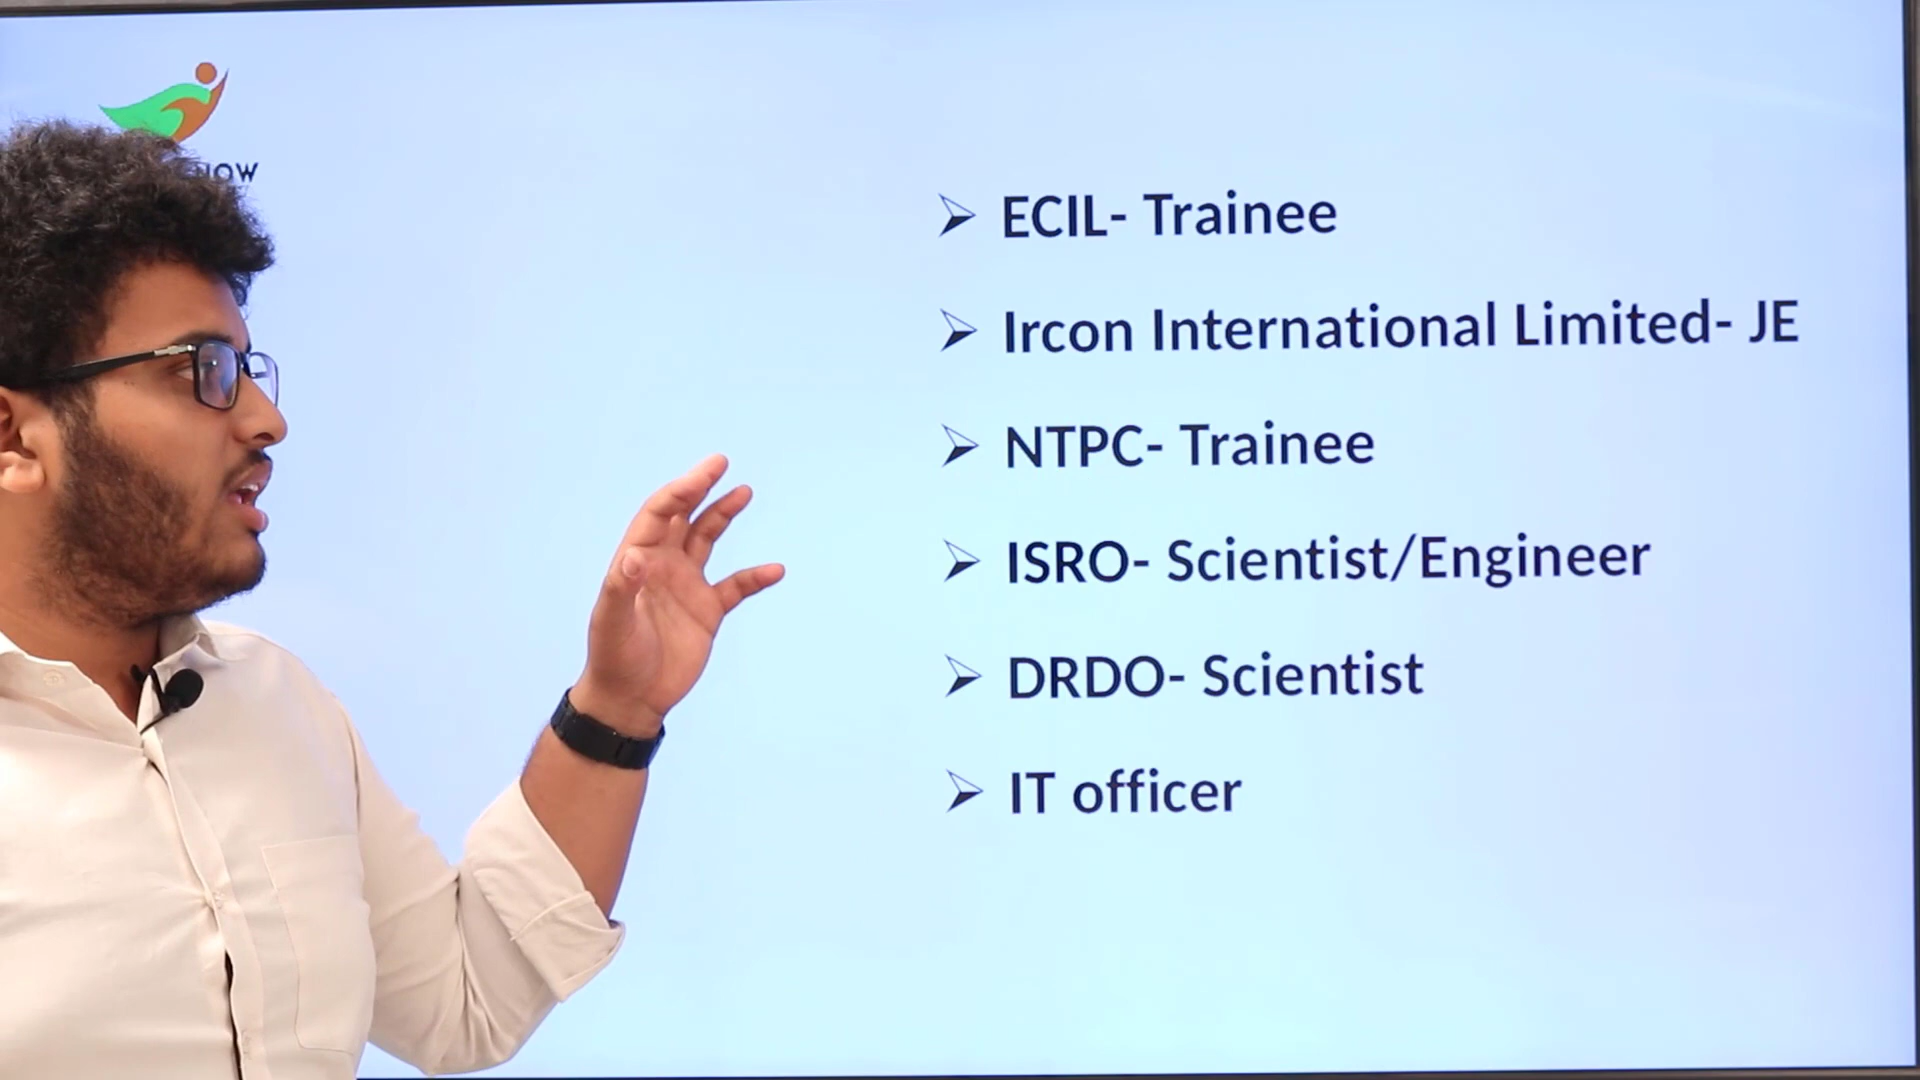 ECIL- Trainee
Ircon International Limited- JE
NTPC- Trainee
ISRO- Scientist/Engineer
DRDO- Scientist
IT officer